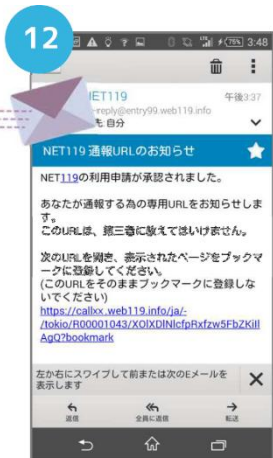 12
75% 3:48
ET119
午後3:37
-reply@entry99.web119.info
自分
NET119 通報URLのお知らせ
NET119の利用申請が承認されました。
あなたが通報する為の専用URLをお知らせしま
す。
このURLは、第三者に教えてはいけません。
次のURLを開き、表示されたページをブックマ
ークに登録してください。
(このURLをそのままブックマークに登録しな
いでください)
https://callxx.web119.info/ja/-
/tokio/R00001043/XOlXDlNlcfpRxfzw5FbZKiIl
AgQ?bookmark
左か右にスワイプして前または次のEメールを
表示します
返信 全員に返信 転送